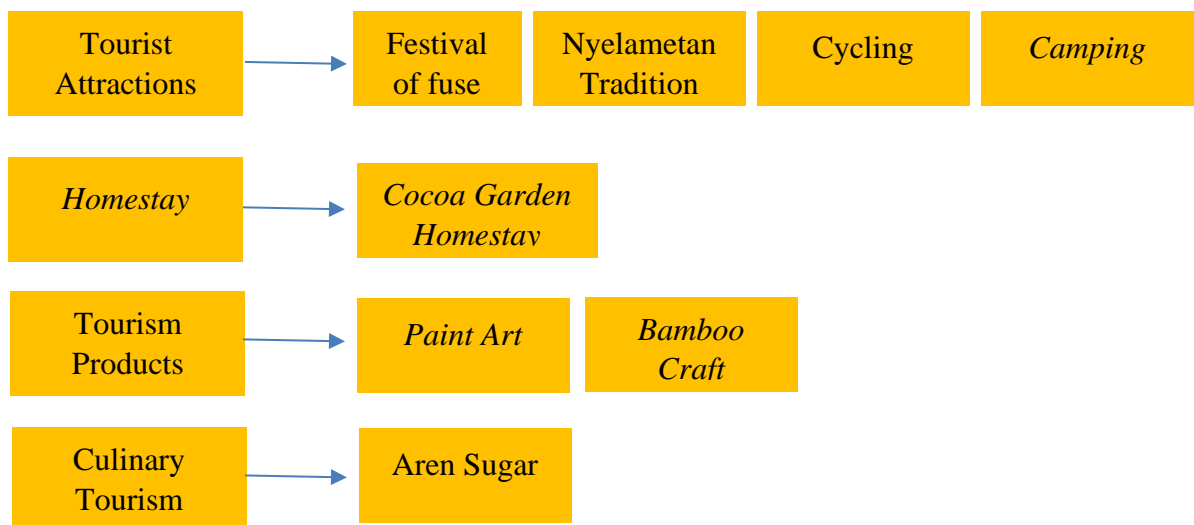 Tourist
Attractions
Festival
of fuse
Nyelametan
Tradition
Cycling
Camping
Homestay
Cocoa Garden
Homestay
Tourism
Products
Paint Art
Bamboo
Craft
Culinary
Tourism
Aren Sugar